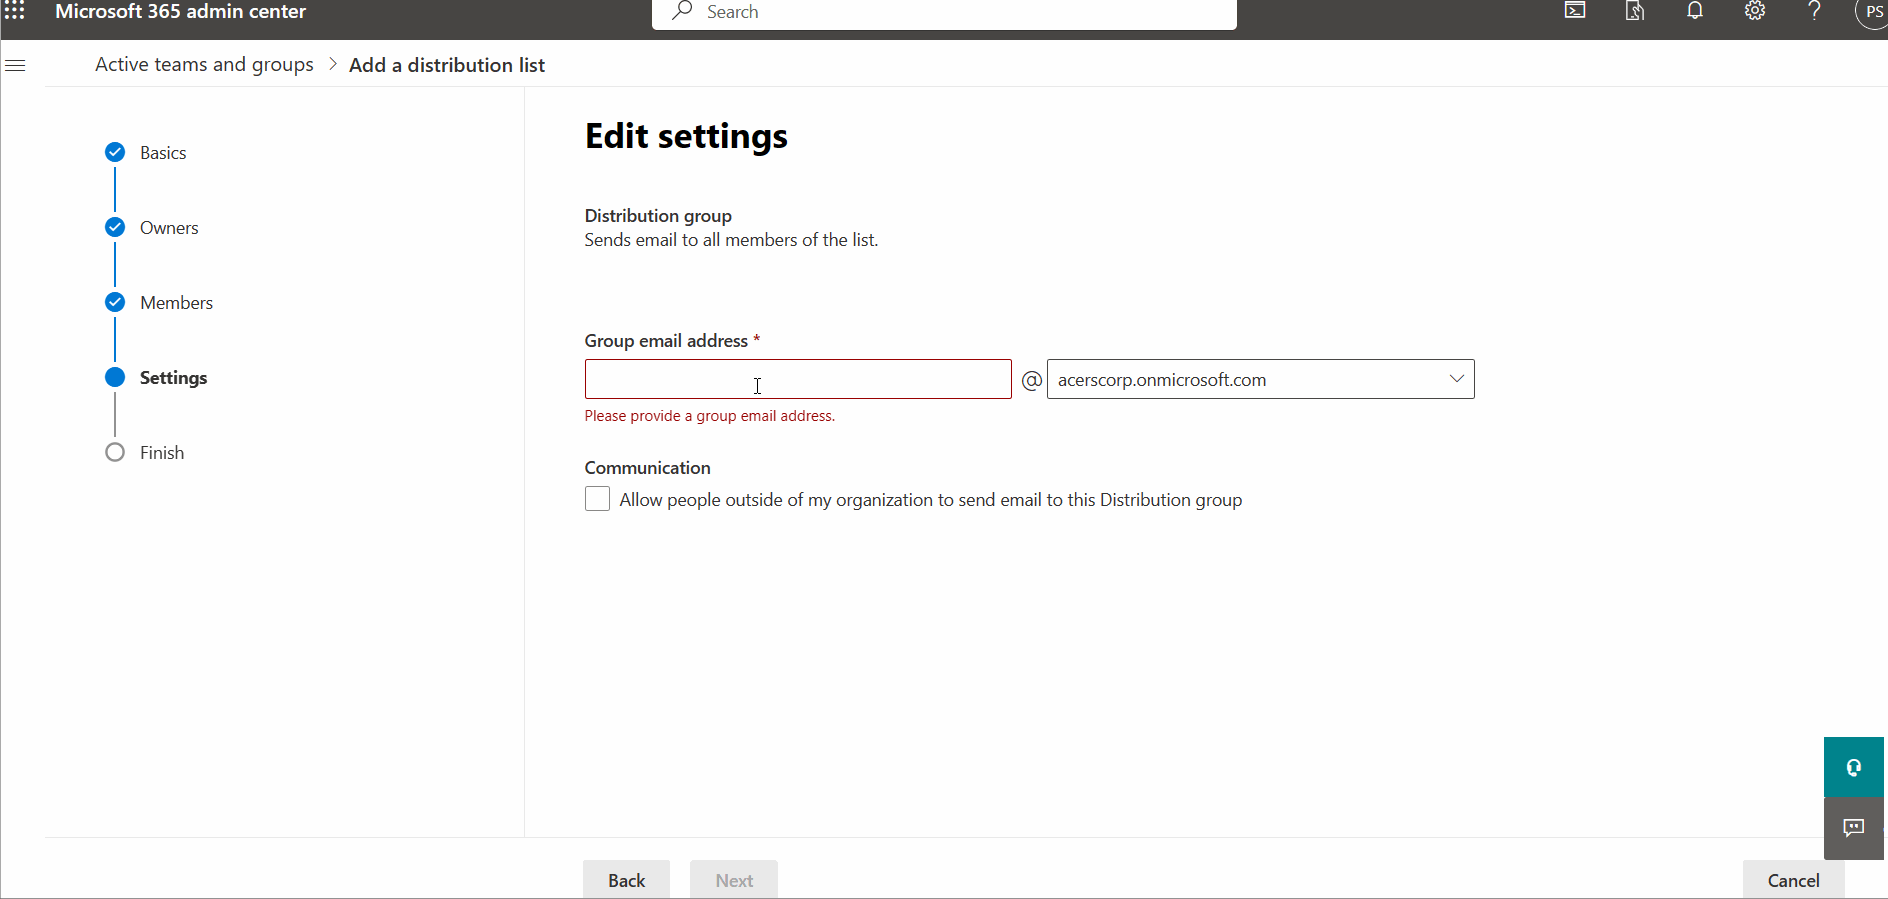 Microsoft 365 admin center
Search
PS
Active teams and groups > Add a distribution list
Basics
Owners
Members
Settings
Finish
Edit settings
Distribution group
Sends email to all members of the list.
Group email address *
@ acerscorp.onmicrosoft.com
Please provide a group email address.
Communication
Allow people outside of my organization to send email to this Distribution group
Back
Next
Cancel